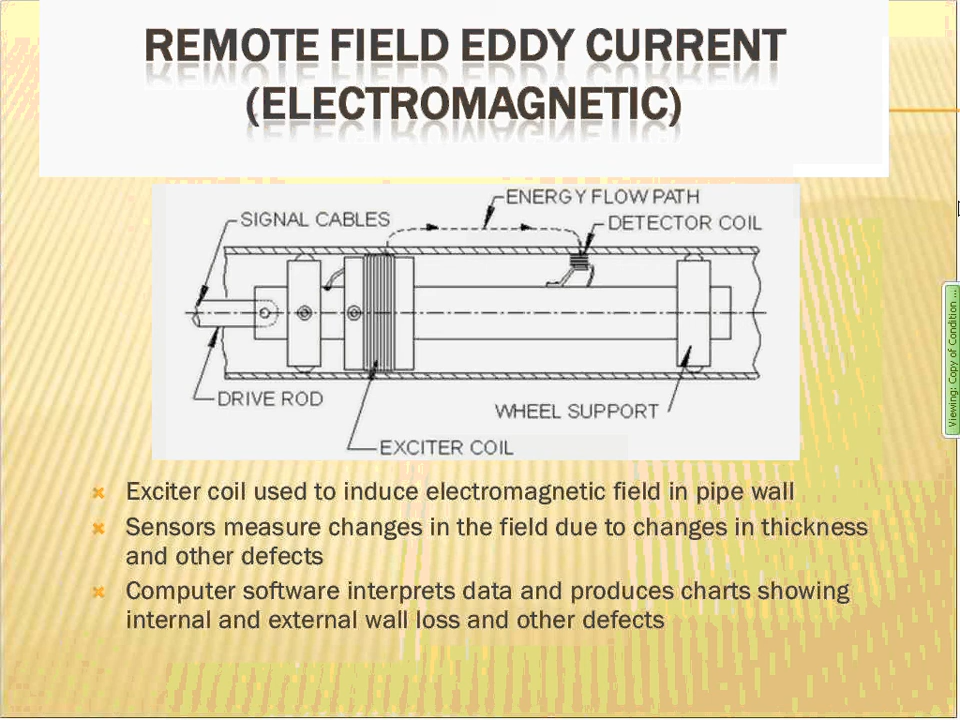 REMOTE FIELD EDDY CURRENT
(ELECTROMAGNETIC)
ENERGY FLOW PATH
SIGNAL CABLES
DETECTOR COIL
DRIVE ROD
WHEEL SUPPORT
EXCITER COIL
Exciter coil used to induce electromagnetic field in pipe wall
Sensors measure changes in the field due to changes in thickness
and other defects
Computer software interprets data and produces charts showing
internal and external wall loss and other defects
Viewing: Copy of Condition ...